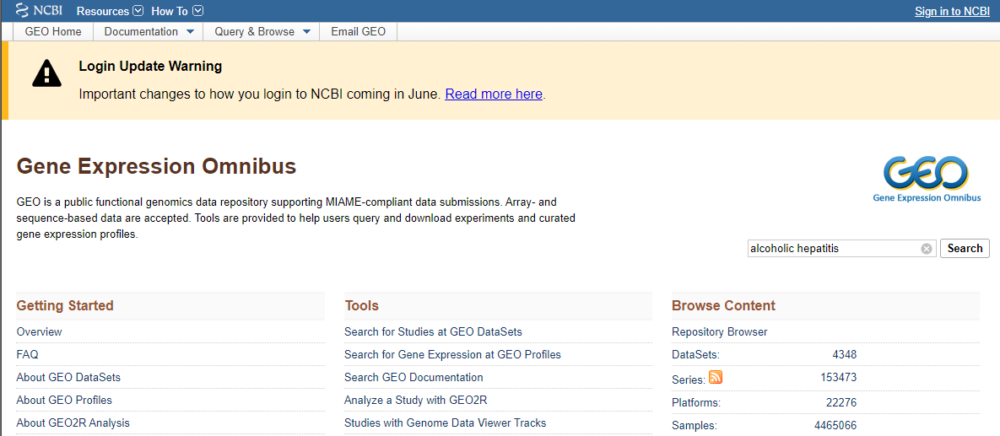 NCBI Resources How To Sign in to NCBI
GEO Home Documentation Query & Browse Email GEO
Login Update Warning
Important changes to how you login to NCBI coming in June. Read more here.
Gene Expression Omnibus
GEO
Gene Expression Omnibus
GEO is a public functional genomics data repository supporting MIAME-compliant data submissions. Array- and
sequence-based data are accepted. Tools are provided to help users query and download experiments and curated
gene expression profiles.
alcoholic hepatitis Search
Getting Started
Overview
FAQ
About GEO DataSets
About GEO Profiles
About GEO2R Analysis
Tools
Search for Studies at GEO DataSets
Search for Gene Expression at GEO Profiles
Search GEO Documentation
Analyze a Study with GEO2R
Studies with Genome Data Viewer Tracks
Browse Content
Repository Browser
DataSets: 4348
Series: 153473
Platforms: 22276
Samples: 4465066